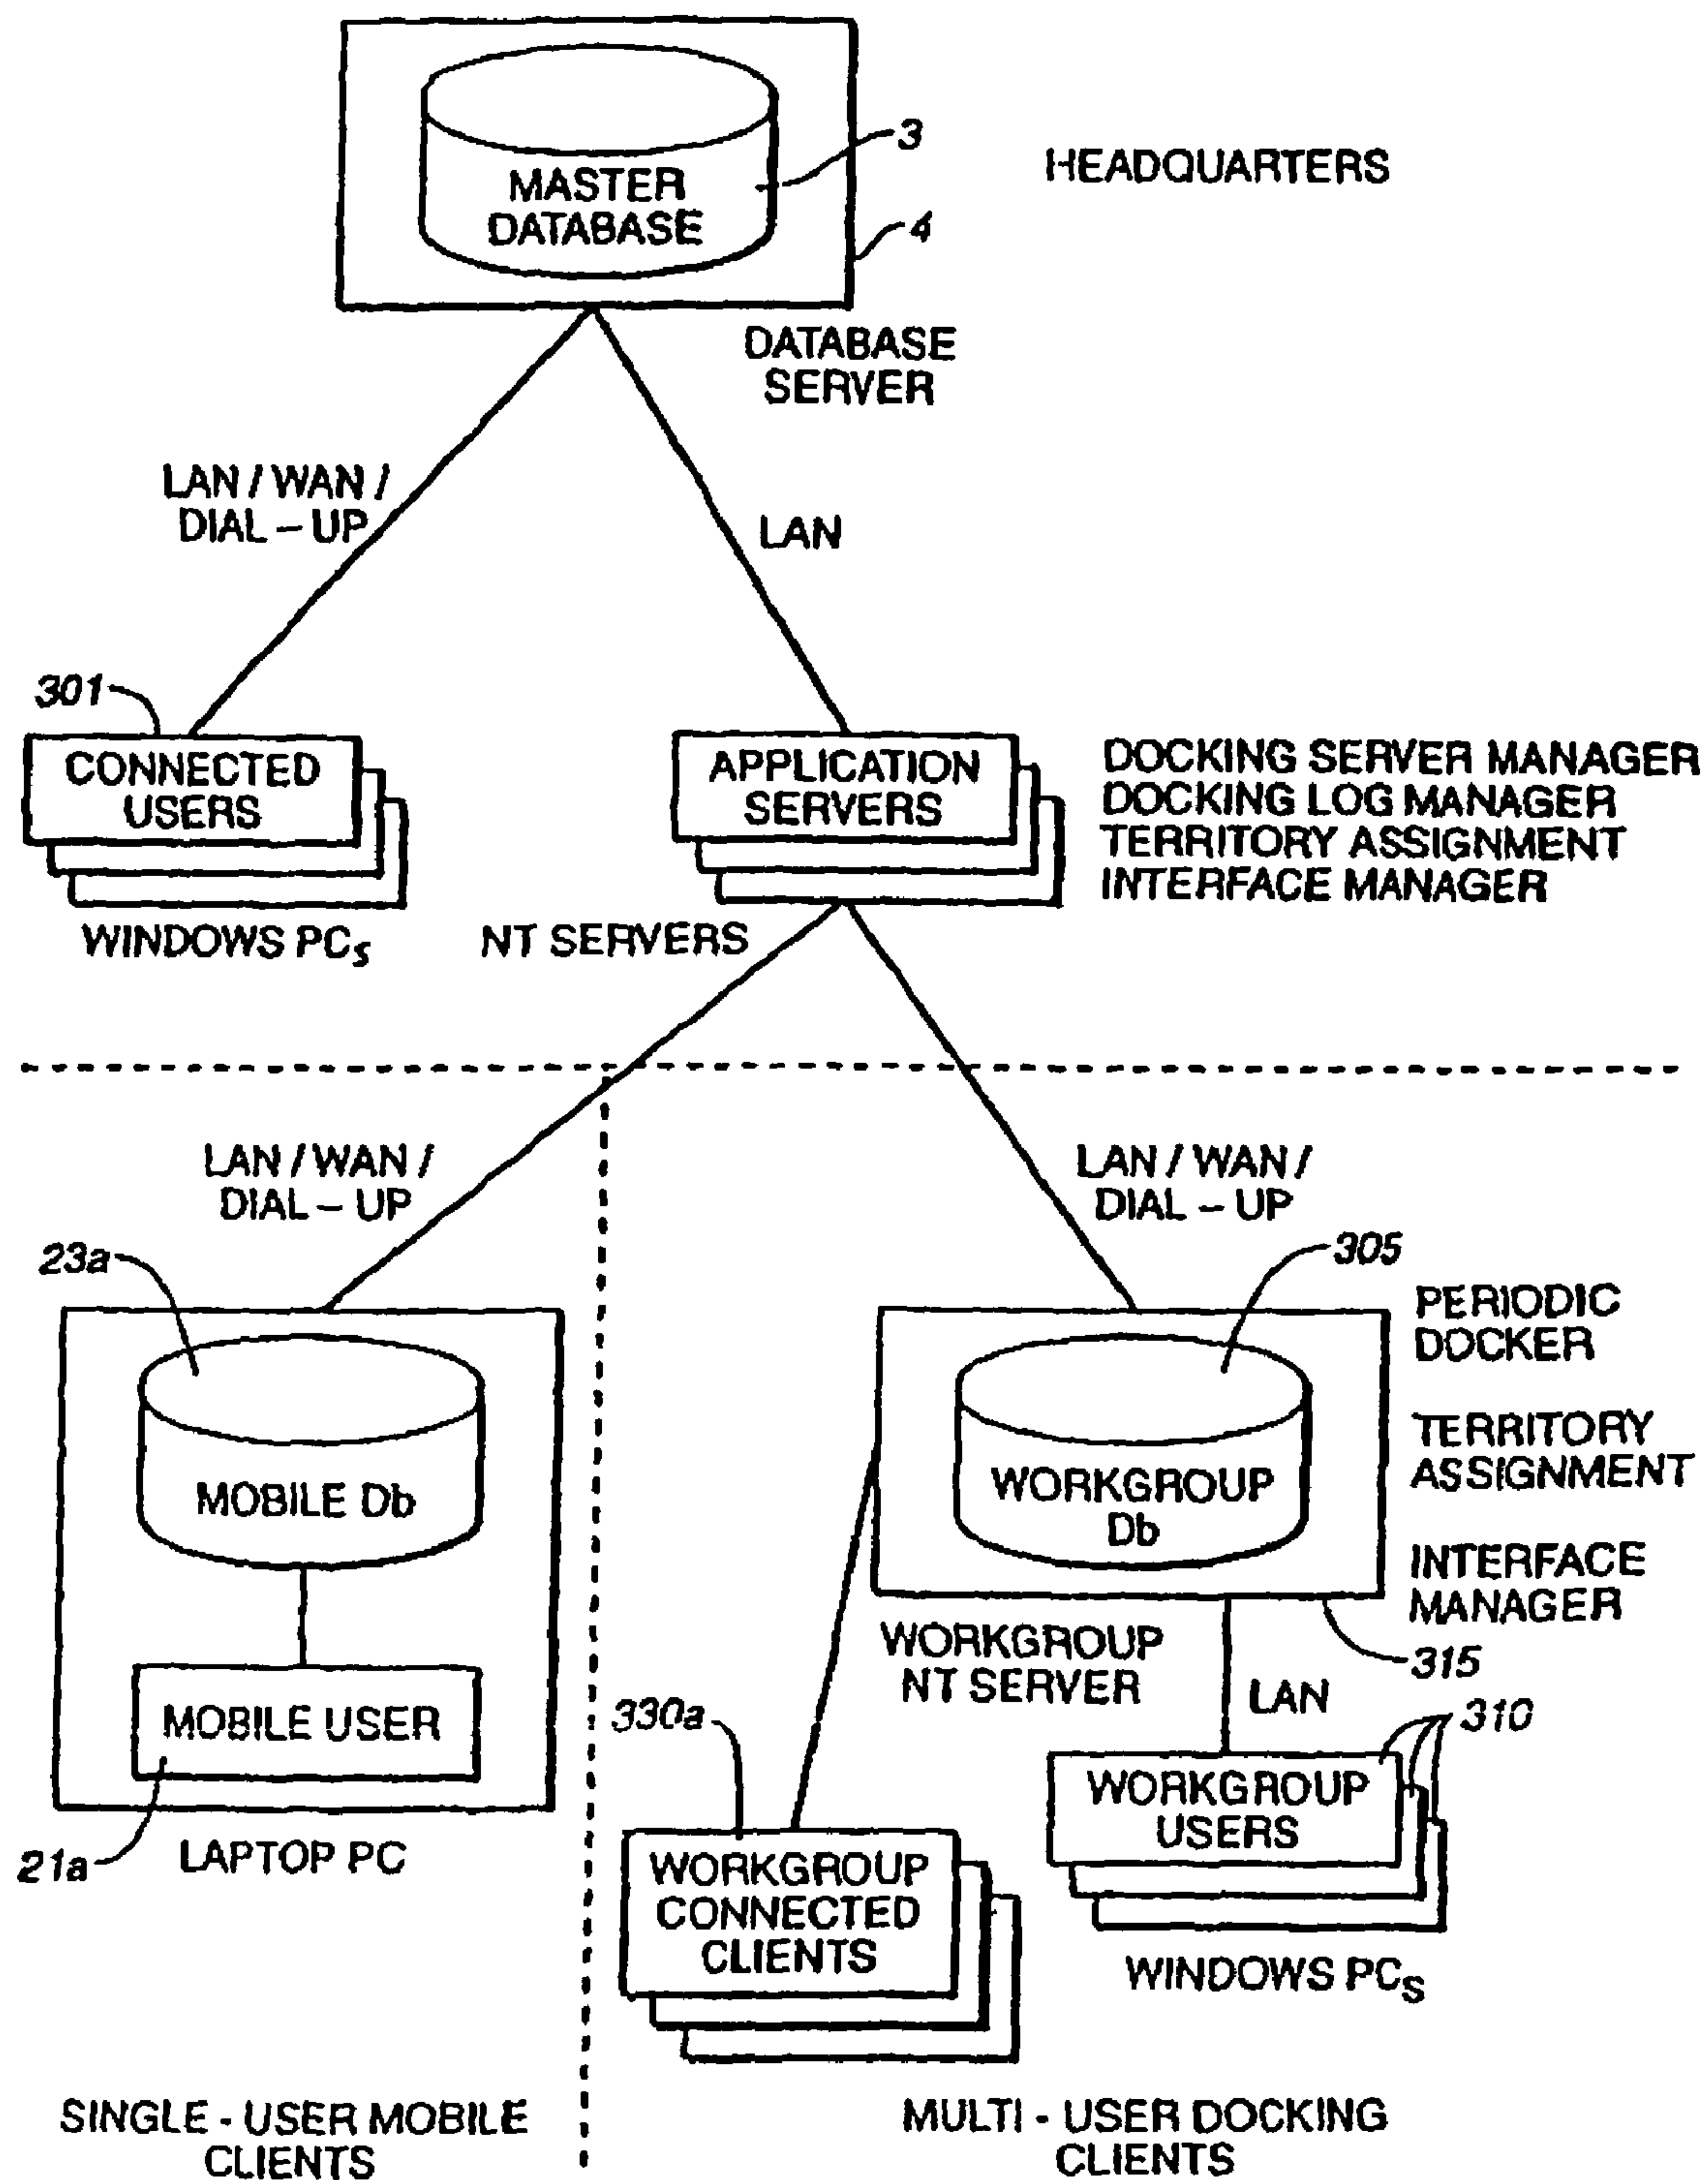 MASTER
DATABASE
3
HEADQUARTERS
4
DATABASE
SERVER
LAN / WAN /
DIAL – UP
LAN
301
CONNECTED
USERS
WINDOWS PCs
APPLICATION
SERVERS
NT SERVERS
DOCKING SERVER MANAGER
DOCKING LOG MANAGER
TERRITORY ASSIGNMENT
INTERFACE MANAGER
LAN / WAN /
DIAL – UP
LAN / WAN /
DIAL – UP
23a
MOBILE Db
MOBILE USER
21a
LAPTOP PC
305
WORKGROUP
Db
PERIODIC
DOCKER
TERRITORY
ASSIGNMENT
INTERFACE
MANAGER
WORKGROUP
NT SERVER
315
LAN
310
330a
WORKGROUP
USERS
WORKGROUP
CONNECTED
CLIENTS
WINDOWS PCs
SINGLE - USER MOBILE
CLIENTS
MULTI - USER DOCKING
CLIENTS